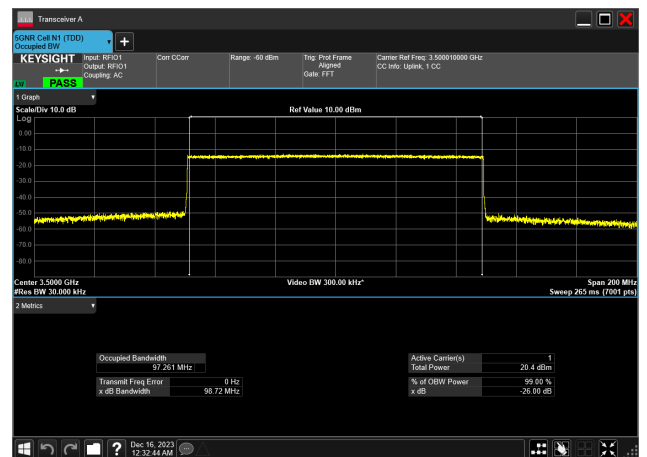 Transceiver A
5GNR Cell N1 (TDD)
Occupied BW
KEYSIGHT
PASS
Input: RFIO1
Output: RFIO1
Coupling: AC
Corr CCorr
Range: -60 dBm
Trig: Prot Frame
Aligned
Gate: FFT
Carrier Ref Freq: 3.500010000 GHz
CC Info: Uplink, 1 CC
1 Graph
Scale/Div 10.0 dB
Ref Value 10.00 dBm
Log
0.00
-10.0
-20.0
-30.0
-40.0
-50.0
-60.0
-70.0
-80.0
Center 3.5000 GHz
#Res BW 30.000 kHz
Video BW 300.00 kHz*
Span 200 MHz
Sweep 265 ms (7001 pts)
2 Metrics
Occupied Bandwidth
97.261 MHz
Transmit Freq Error 0 Hz
x dB Bandwidth 98.72 MHz
Active Carrier(s) 1
Total Power 20.4 dBm
% of OBW Power 99.00 %
x dB -26.00 dB
Dec 16, 2023
12:32:44 AM